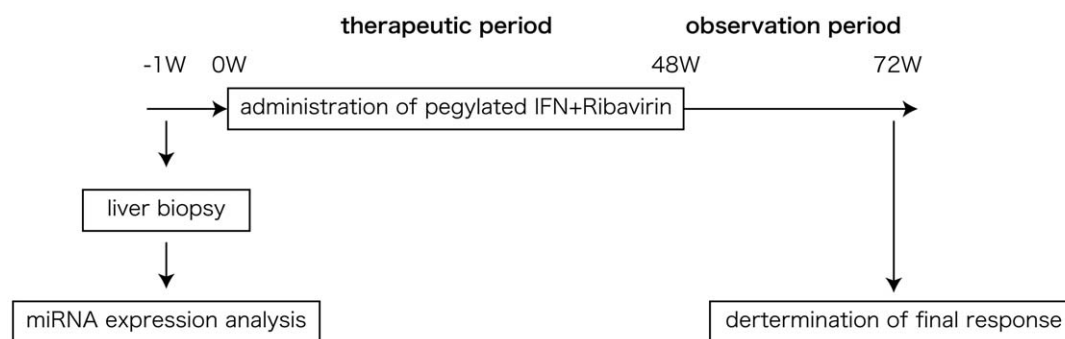 therapeutic period observation period
-1W 0W 48W 72W
administration of pegylated IFN+Ribavirin
liver biopsy
miRNA expression analysis dertermination of final response